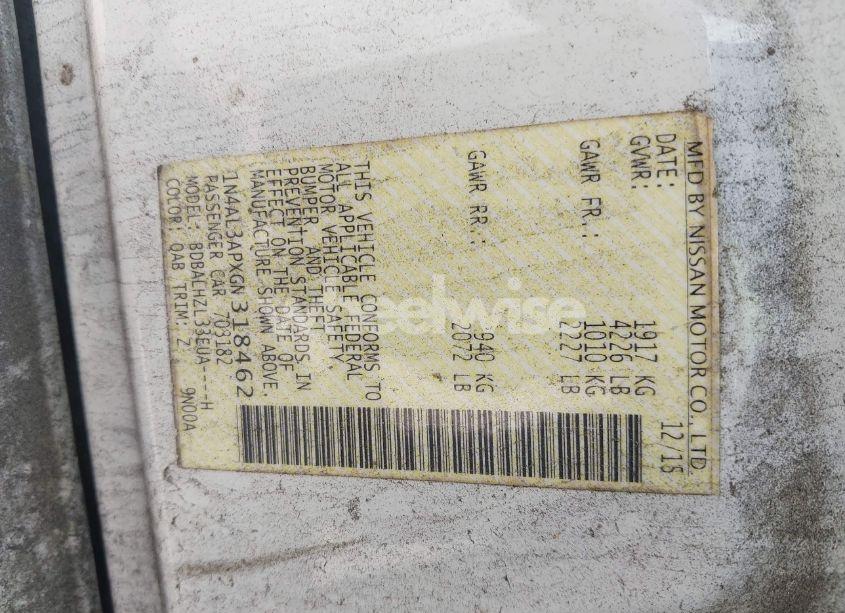 MFD BY NISSAN MOTOR CO., LTD
DATE: 12/15
GVWR: 1917 KG
4226 LB
GAWR FR.: 1010 KG
2227 LB
GAWR RR.: 940 KG
2072 LB
THIS VEHICLE CONFORMS TO
ALL APPLICABLE FEDERAL
MOTOR VEHICLE SAFETY,
BUMPER, AND THEFT
PREVENTION STANDARDS IN
EFFECT ON THE DATE OF
MANUFACTURE SHOWN ABOVE.
1N4AL3APXGN318462
PASSENGER CAR 703182
MODEL: BDBALHZL33EUA----H
COLOR: QAB TRIM: Z 9N00A
eelwise